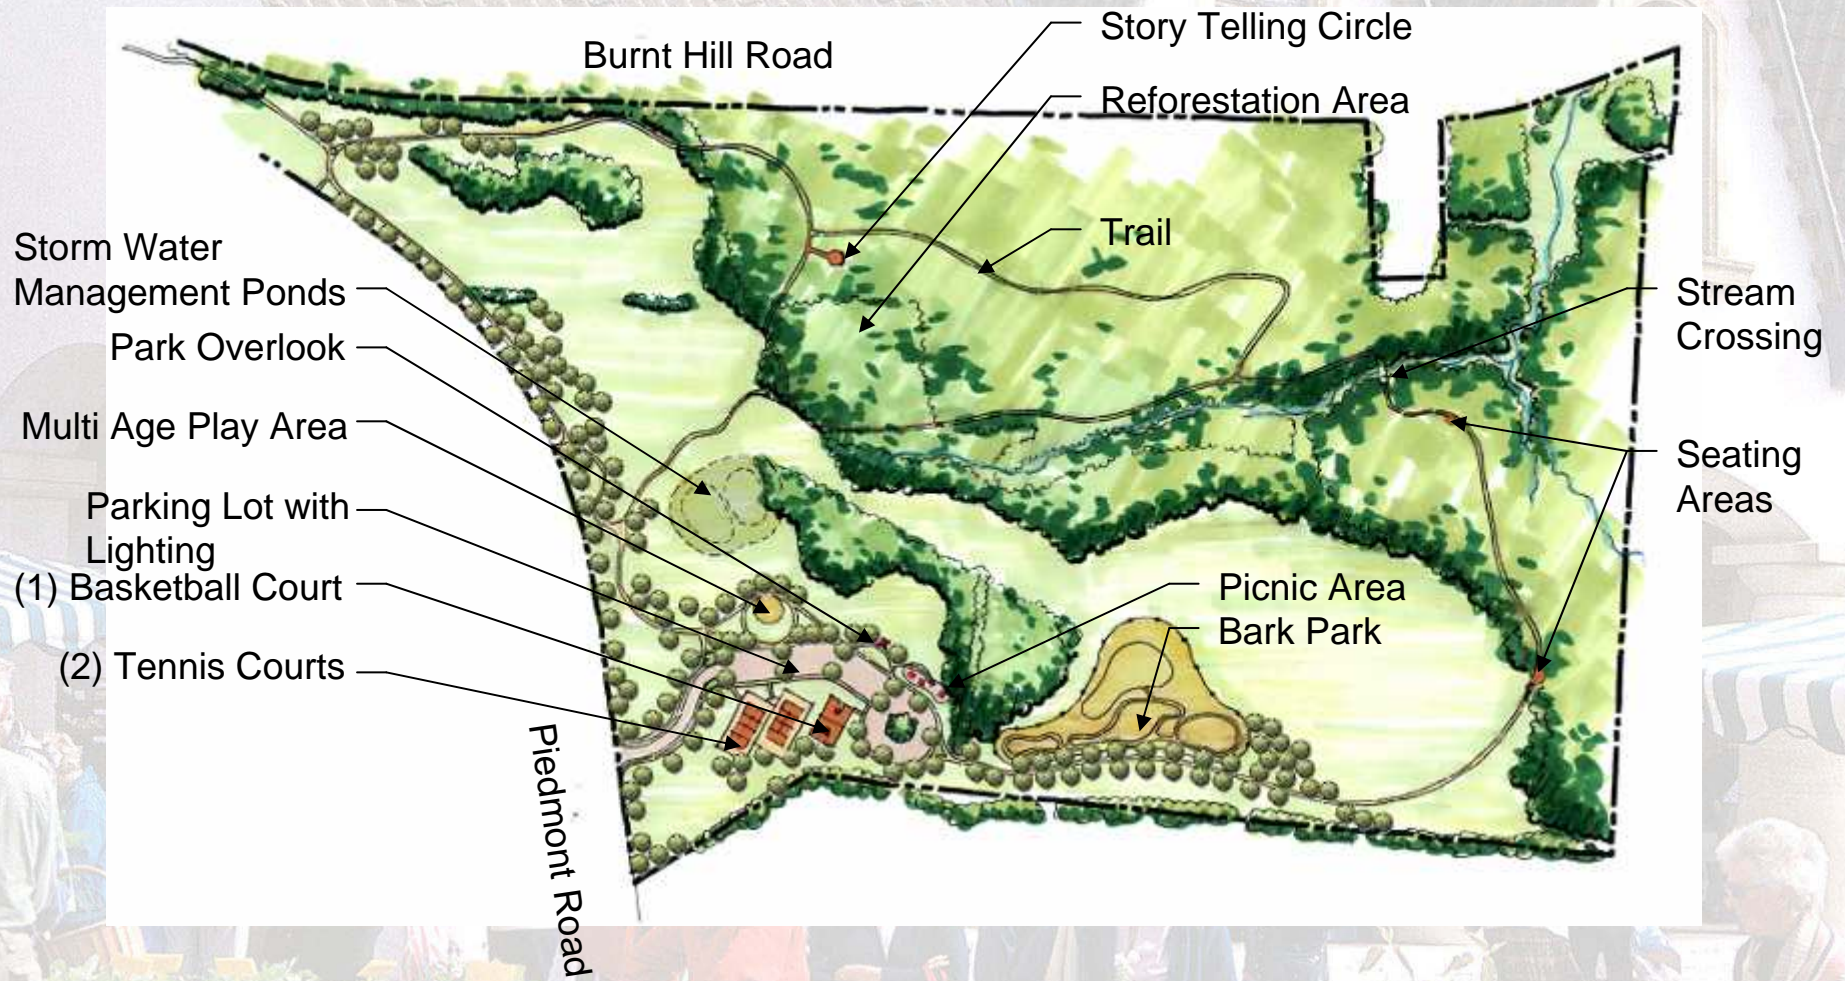 Story Telling Circle
Burnt Hill Road
Reforestation Area
Trail
Storm Water
Management Ponds
Park Overlook
Multi Age Play Area
Parking Lot with
Lighting
(1) Basketball Court
(2) Tennis Courts
Stream
Crossing
Seating
Areas
Picnic Area
Bark Park
Piedmont Road